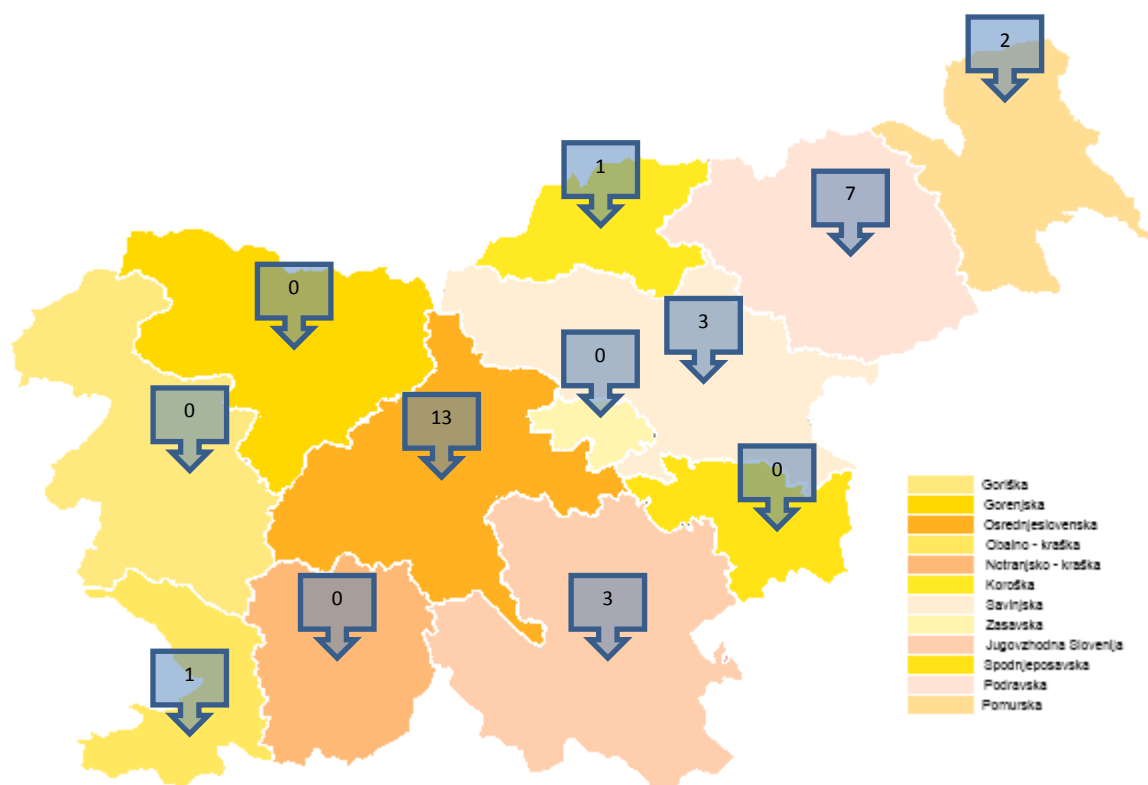 2
1
7
0
3
0
0
13
0
0
3
1
Goriška
Gorenjska
Osrednjeslovenska
Obalno - kraška
Notranjsko - kraška
Koroška
Savinjska
Zasavska
Jugovzhodna Slovenija
Spodnjeposavska
Podravska
Pomurska